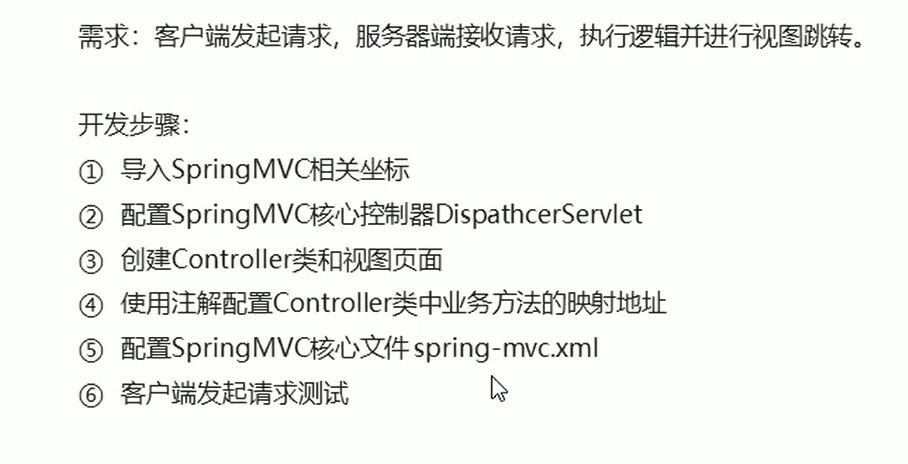 需求：客户端发起请求，服务器端接收请求，执行逻辑并进行视图跳转。
开发步骤：
① 导入SpringMVC相关坐标
② 配置SpringMVC核心控制器DispathcerServlet
③ 创建Controller类和视图页面
④ 使用注解配置Controller类中业务方法的映射地址
⑤ 配置SpringMVC核心文件 spring-mvc.xml
⑥ 客户端发起请求测试